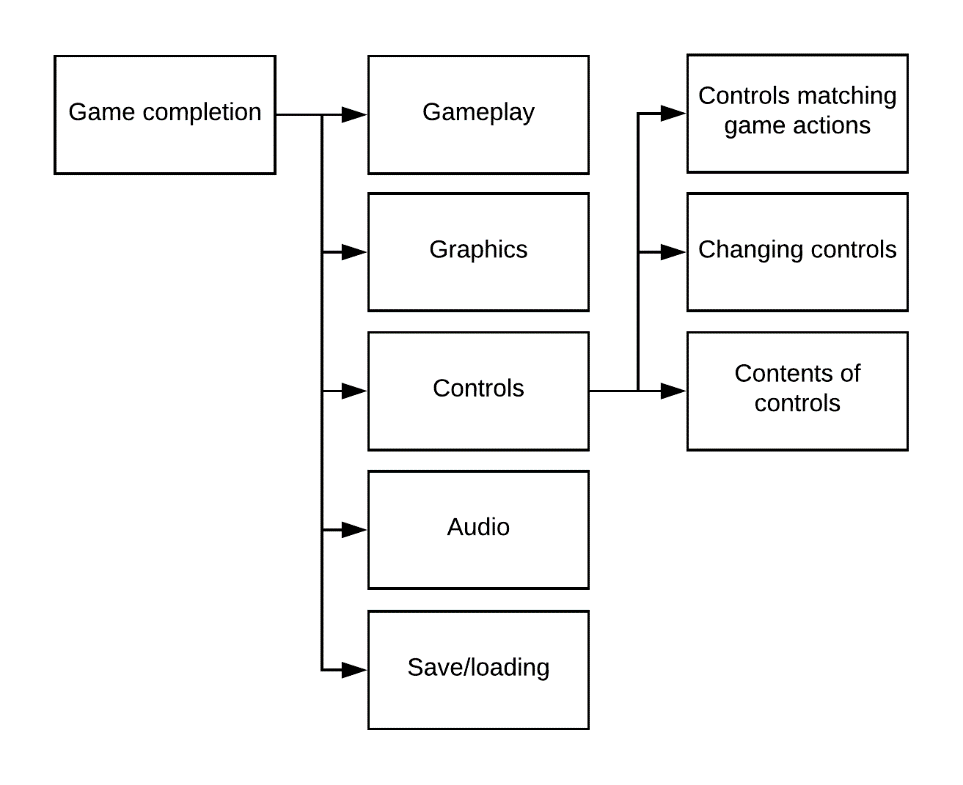 Game completion
Gameplay
Graphics
Controls
Audio
Save/loading
Controls matching
game actions
Changing controls
Contents of
controls